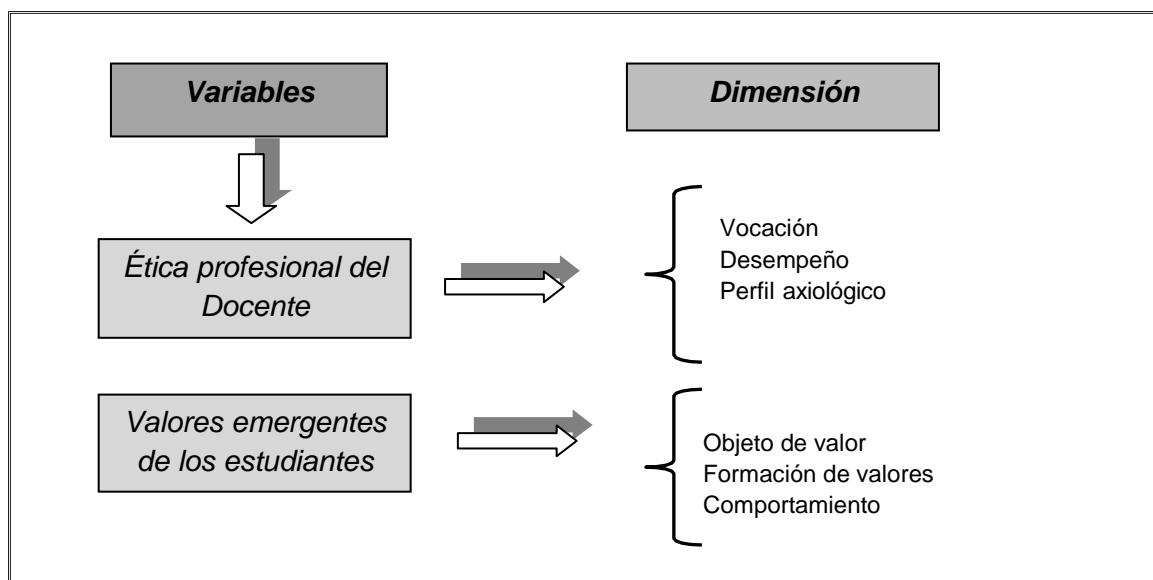 Variables
Dimensión
Ética profesional del
Docente
Vocación
Desempeño
Perfil axiológico
Valores emergentes
de los estudiantes
Objeto de valor
Formación de valores
Comportamiento